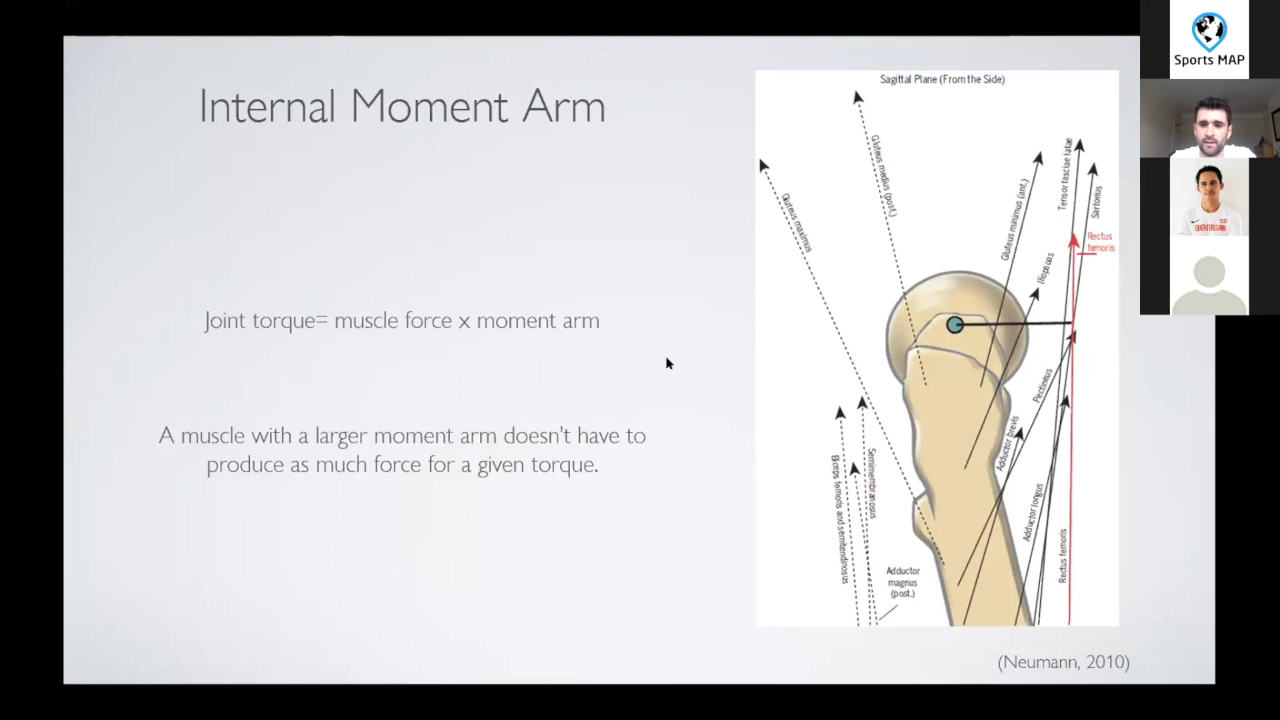 Internal Moment Arm
Joint torque= muscle force x moment arm
A muscle with a larger moment arm doesn't have to
produce as much force for a given torque.
Sagittal Plane (From the Side)
Gluteus maximus
Gluteus medius (post.)
Gluteus minimus (ant.)
Iliopsoas
Tensor fasciae latae
Sartorius
Rectus
femoris
Pectineus
Adductor brevis
Adductor longus
Rectus femoris
Biceps femoris and semitendinosus
Semimembranosus
Adductor
magnus
(post.)
(Neumann, 2010)
Sports MAP